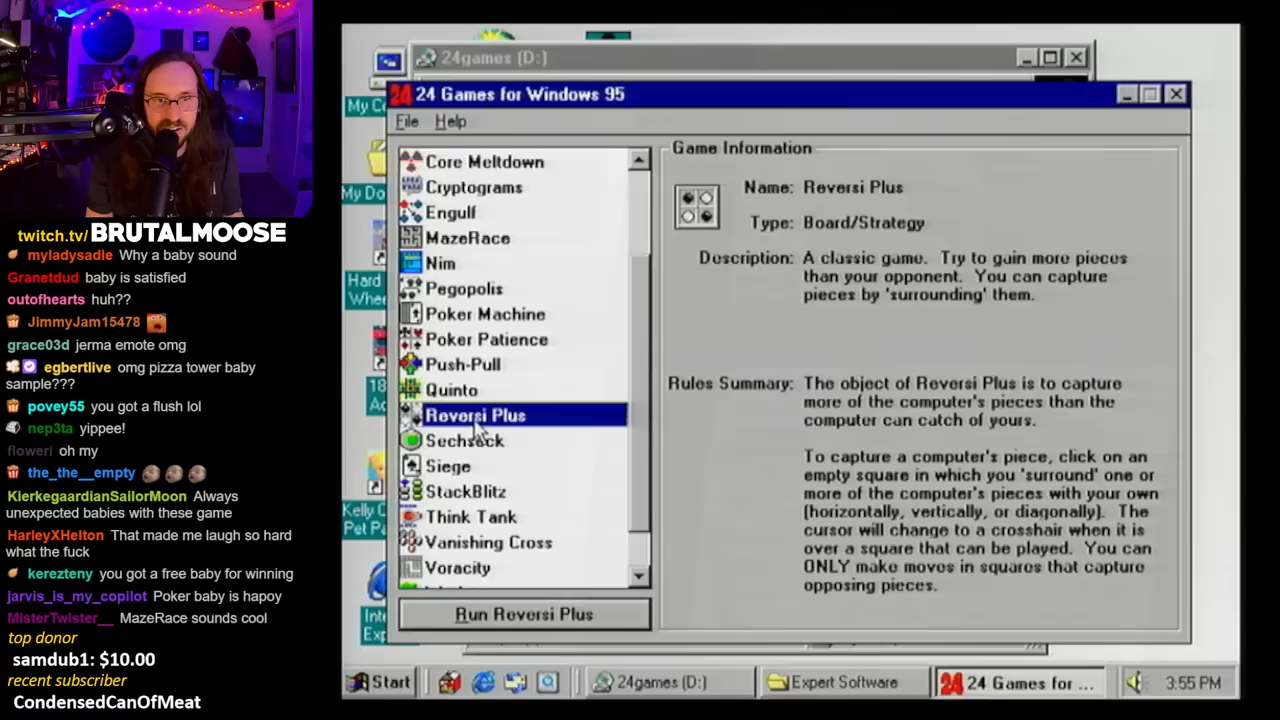 twitch.tv/BRUTALMOOSE
myladysadie Why a baby sound
Granetdud baby is satisfied
outofhearts huh??
JimmyJam15478
grace03d jerma emote omg
egbertlive omg pizza tower baby
sample???
povey55 you got a flush lol
nep3ta yippee!
floweri oh my
the_the__empty
KierkegaardianSailorMoon Always
unexpected babies with these game
HarleyXHelton That made me laugh so hard
what the fuck
kerezteny you got a free baby for winning
jarvis_is_my_copilot Poker baby is hapoy
MisterTwister__ MazeRace sounds cool
top donor
samdub1: $10.00
recent subscriber
CondensedCanOfMeat
24games (D:)
24 Games for Windows 95
File Help
My Co
My Do
Hard
Whee
18
Ac
Kelly C
Pet Pa
Inte
Exp
Core Meltdown
Cryptograms
Engulf
MazeRace
Nim
Pegopolis
Poker Machine
Poker Patience
Push-Pull
Quinto
Reversi Plus
Sechseck
Siege
StackBlitz
Think Tank
Vanishing Cross
Voracity
Run Reversi Plus
Game Information
Name: Reversi Plus
Type: Board/Strategy
Description: A classic game. Try to gain more pieces
than your opponent. You can capture
pieces by 'surrounding' them.
Rules Summary: The object of Reversi Plus is to capture
more of the computer's pieces than the
computer can catch of yours.
To capture a computer's piece, click on an
empty square in which you 'surround' one or
more of the computer's pieces with your own
(horizontally, vertically, or diagonally). The
cursor will change to a crosshair when it is
over a square that can be played. You can
ONLY make moves in squares that capture
opposing pieces.
Start 24games (D:) Expert Software 24 Games for ... 3:55 PM